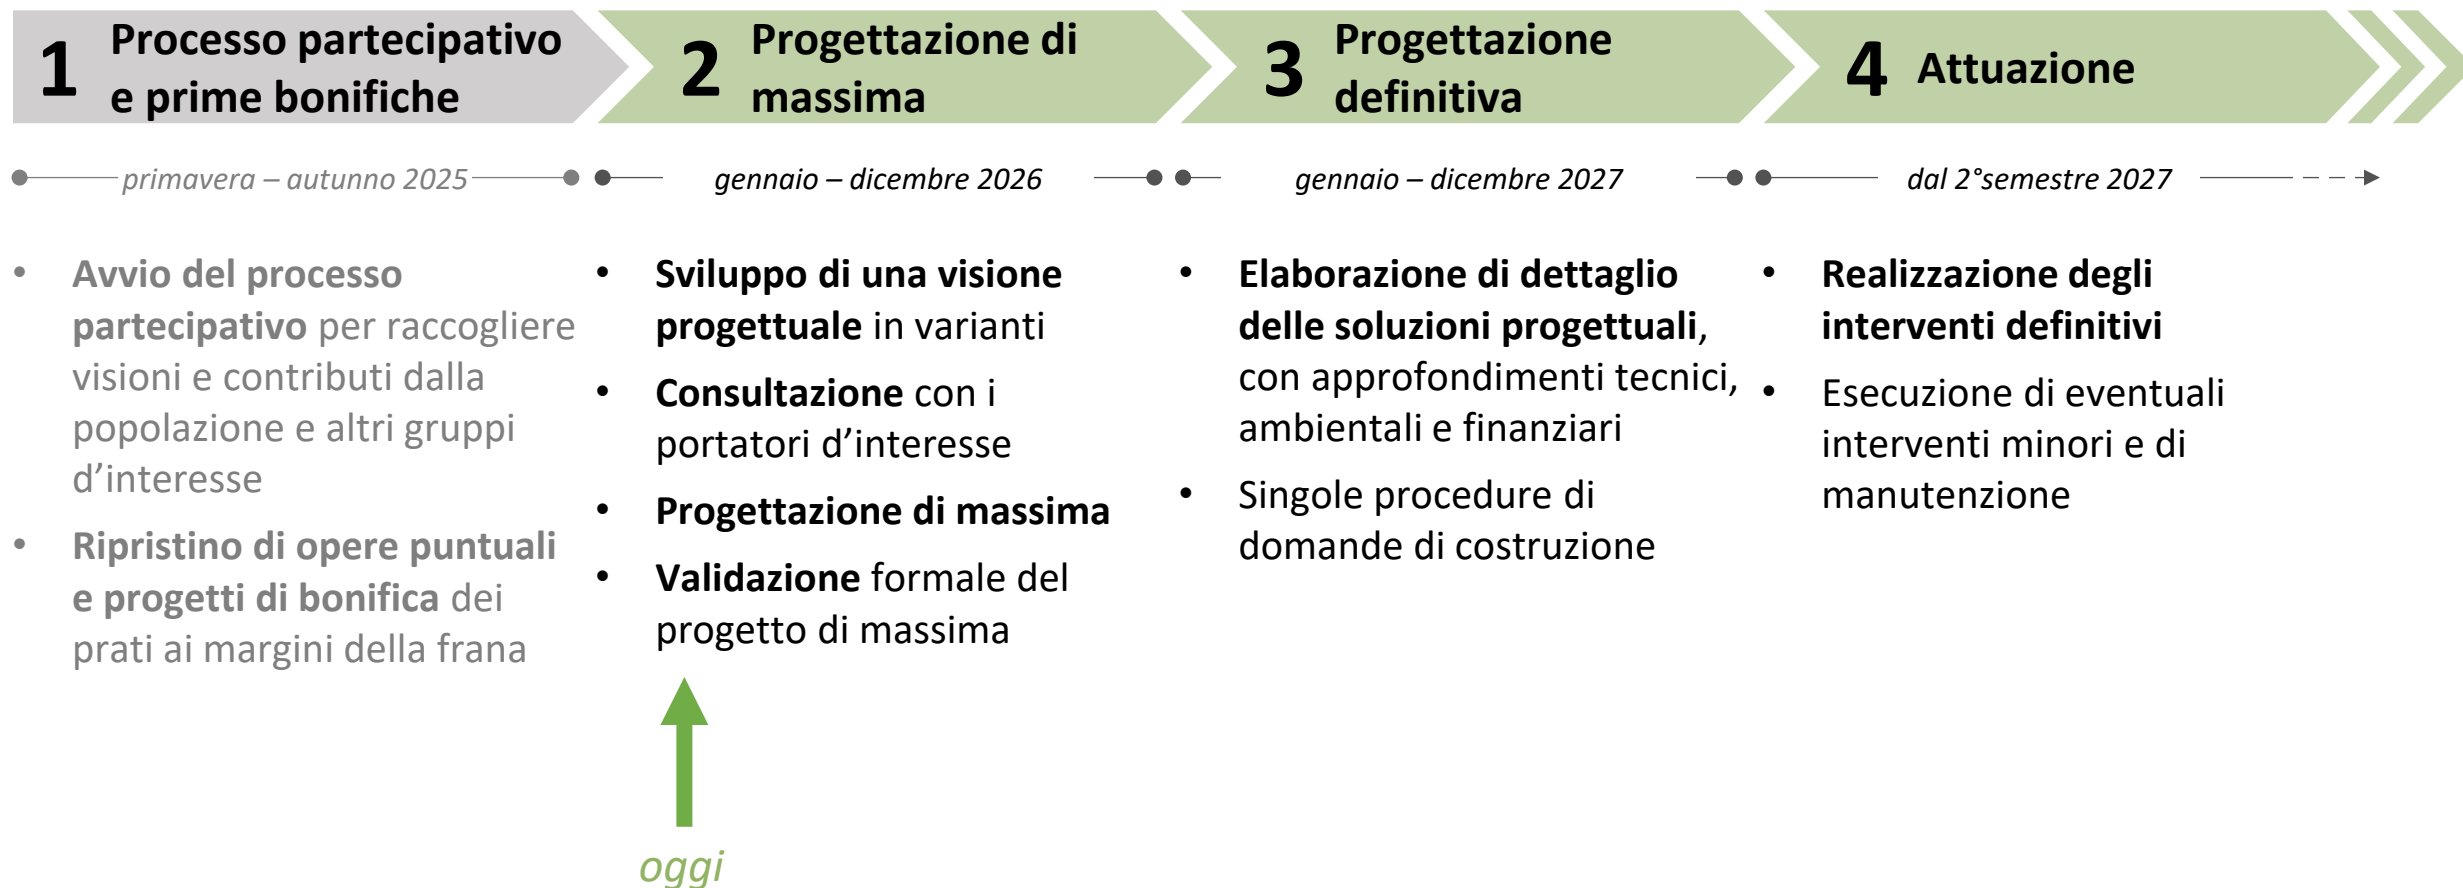 1 Processo partecipativo
e prime bonifiche
2 Progettazione di
massima
3 Progettazione
definitiva
4 Attuazione
primavera – autunno 2025
gennaio – dicembre 2026
gennaio – dicembre 2027
dal 2°semestre 2027
• Avvio del processo
partecipativo per raccogliere
visioni e contributi dalla
popolazione e altri gruppi
d’interesse
• Ripristino di opere puntuali
e progetti di bonifica dei
prati ai margini della frana
• Sviluppo di una visione
progettuale in varianti
• Consultazione con i
portatori d’interesse
• Progettazione di massima
• Validazione formale del
progetto di massima
• Elaborazione di dettaglio
delle soluzioni progettuali,
con approfondimenti tecnici,
ambientali e finanziari
• Singole procedure di
domande di costruzione
• Realizzazione degli
interventi definitivi
• Esecuzione di eventuali
interventi minori e di
manutenzione
oggi